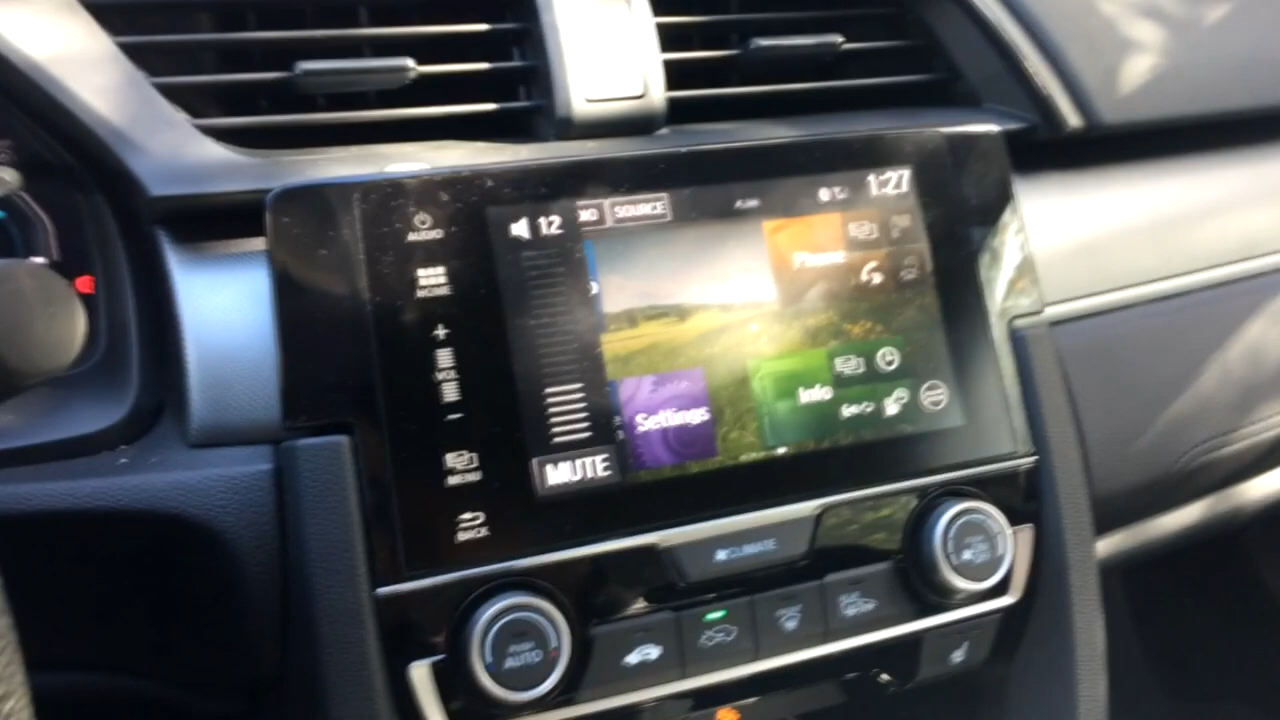 1:27
12
SOURCE
AUDIO
HOME
Phone
VOL
Info
Settings
MUTE
MENU
BACK
CLIMATE
AUTO